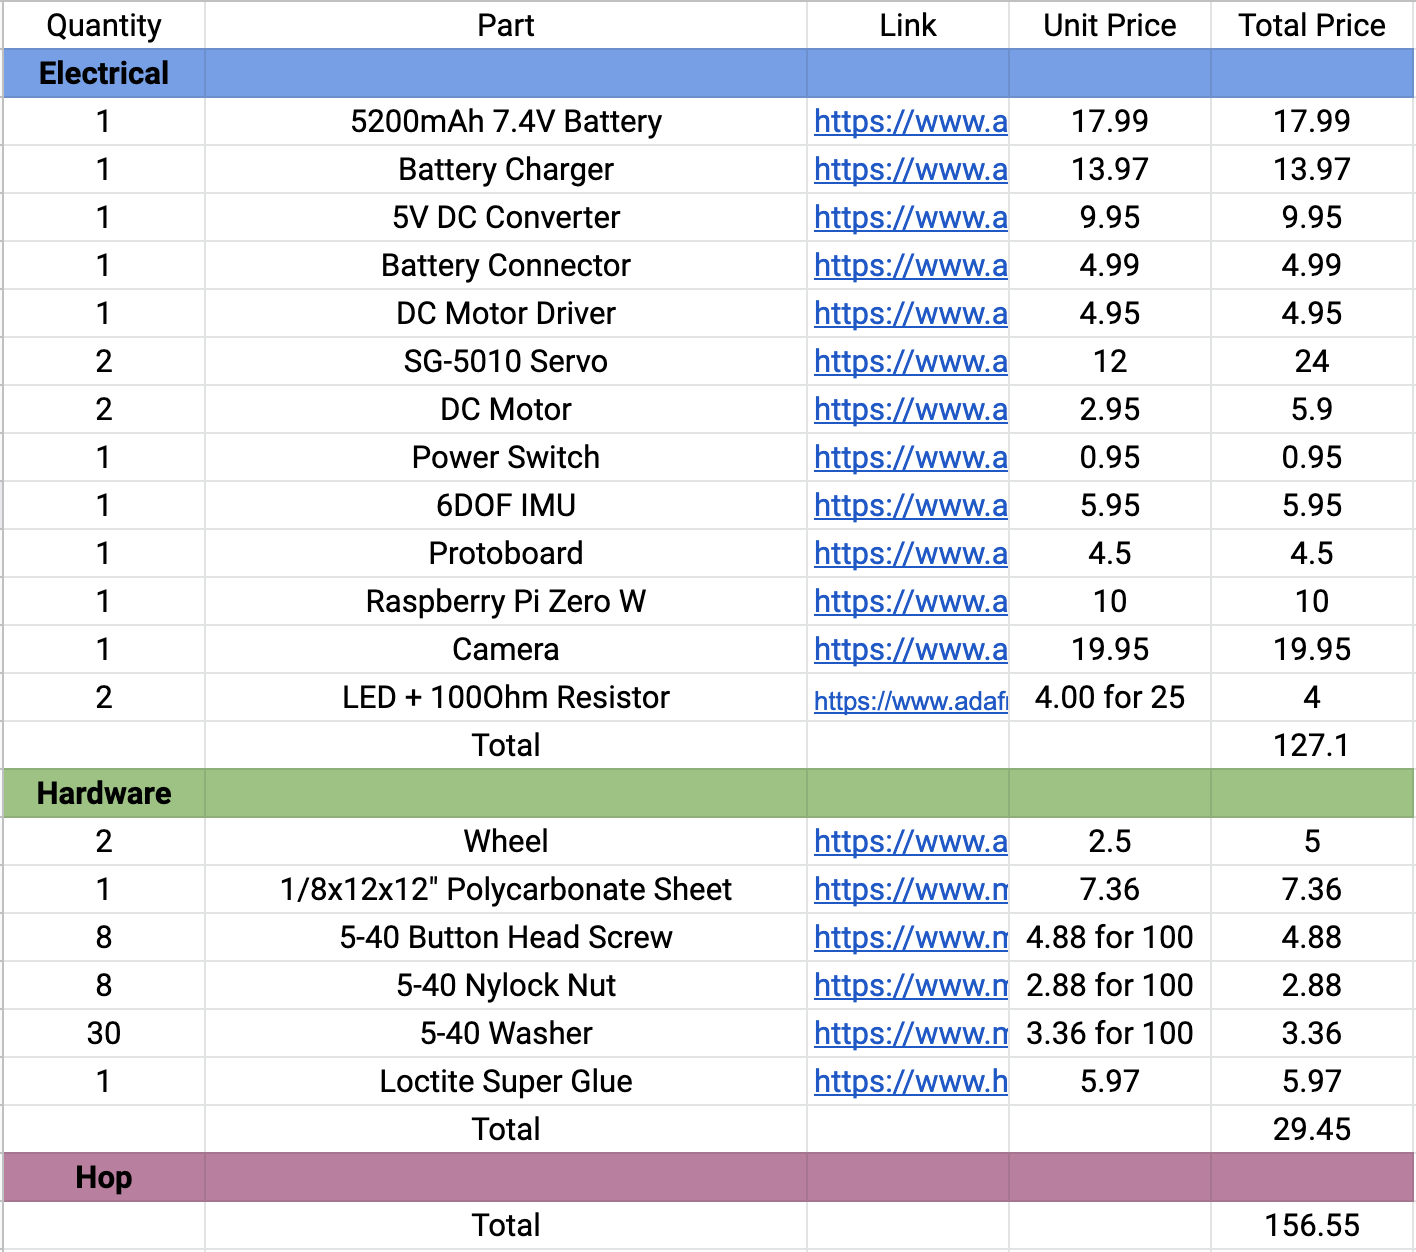 Quantity Part Link Unit Price Total Price
Electrical
1 5200mAh 7.4V Battery https://www.a 17.99 17.99
1 Battery Charger https://www.a 13.97 13.97
1 5V DC Converter https://www.a 9.95 9.95
1 Battery Connector https://www.a 4.99 4.99
1 DC Motor Driver https://www.a 4.95 4.95
2 SG-5010 Servo https://www.a 12 24
2 DC Motor https://www.a 2.95 5.9
1 Power Switch https://www.a 0.95 0.95
1 6DOF IMU https://www.a 5.95 5.95
1 Protoboard https://www.a 4.5 4.5
1 Raspberry Pi Zero W https://www.a 10 10
1 Camera https://www.a 19.95 19.95
2 LED + 100Ohm Resistor https://www.adafr 4.00 for 25 4
Total 127.1
Hardware
2 Wheel https://www.a 2.5 5
1 1/8x12x12" Polycarbonate Sheet https://www.m 7.36 7.36
8 5-40 Button Head Screw https://www.m 4.88 for 100 4.88
8 5-40 Nylock Nut https://www.m 2.88 for 100 2.88
30 5-40 Washer https://www.m 3.36 for 100 3.36
1 Loctite Super Glue https://www.h 5.97 5.97
Total 29.45
Hop
Total 156.55